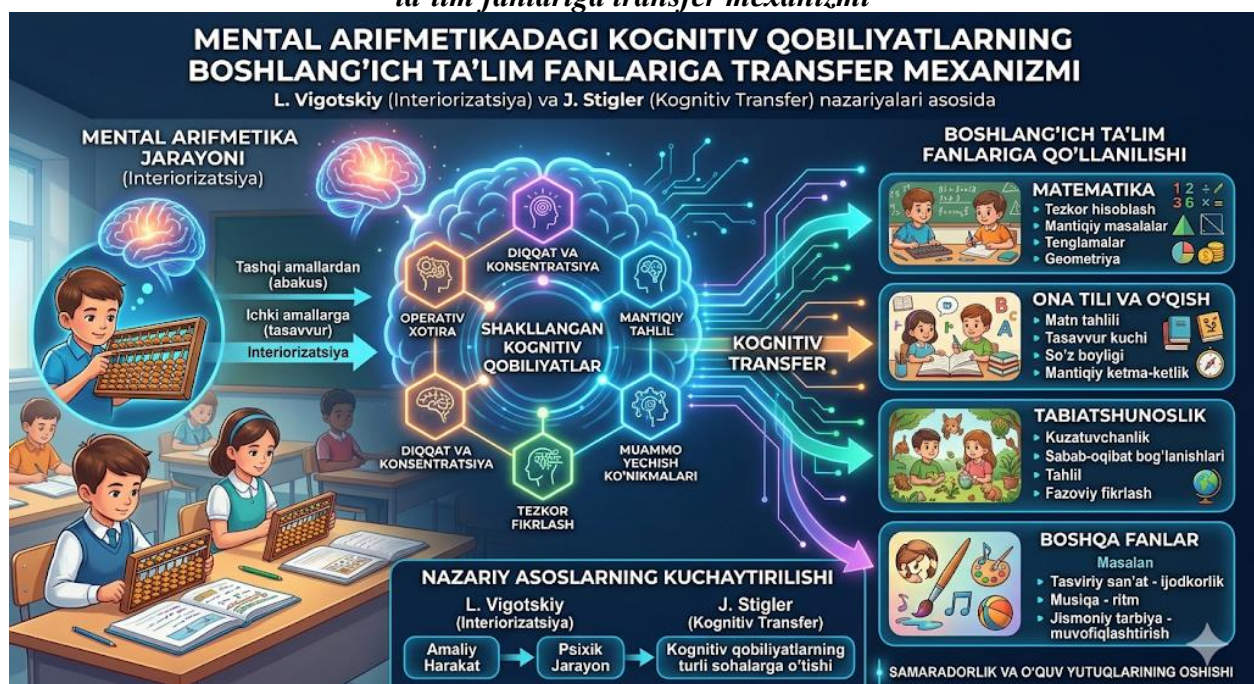 ta'lim fanlariga transfer mexanizmi
MENTAL ARIFMETIKADAGI KOGNITIV QOBILIYATLARNING
BOSHLANG'ICH TA'LIM FANLARIGA TRANSFER MEXANIZMI
L. Vigotskiy (Interiorizatsiya) va J. Stigler (Kognitiv Transfer) nazariyalari asosida
MENTAL ARIFMETIKA
JARAYONI
(Interiorizatsiya)
Tashqi amallardan
(abakus)
Ichki amallarga
(tasavvur)
Interiorizatsiya
DIQQAT VA
KONSENTRATSIYA
OPERATIV
XOTIRA
MANTIQIY
TAHLIL
SHAKLLANGAN
KOGNITIV
QOBILIYATLAR
DIQQAT VA
KONSENTRATSIYA
MUAMMO
YECHISH
KO'NIKMALARI
TEZKOR
FIKRLASH
KOGNITIV
TRANSFER
BOSHLANG'ICH TA'LIM
FANLARIGA QO'LLANILISHI
MATEMATIKA
Tezkor hisoblash
Mantiqiy masalalar
Tenglamalar
Geometriya
1 2 ÷ /
3 6 × =
ONA TILI VA O'QISH
Matn tahlili
Tasavvur kuchi
So'z boyligi
Mantiqiy ketma-ketlik
B
C
A
TABIATSHUNOSLIK
Kuzatuvchanlik
Sabab-oqibat bog'lanishlari
Tahlil
Fazoviy fikrlash
BOSHQA FANLAR
Masalan
Tasviriy san'at - ijodkorlik
Musiqa - ritm
Jismoniy tarbiya -
muvofiqlashtirish
NAZARIY ASOSLARNING KUCHAYTIRILISHI
L. Vigotskiy
(Interiorizatsiya)
J. Stigler
(Kognitiv Transfer)
Amaliy
Harakat
Psixik
Jarayon
Kognitiv qobiliyatlarning
turli sohalarga o'tishi
SAMARADORLIK VA O'QUV YUTUQLARINING OSHISHI